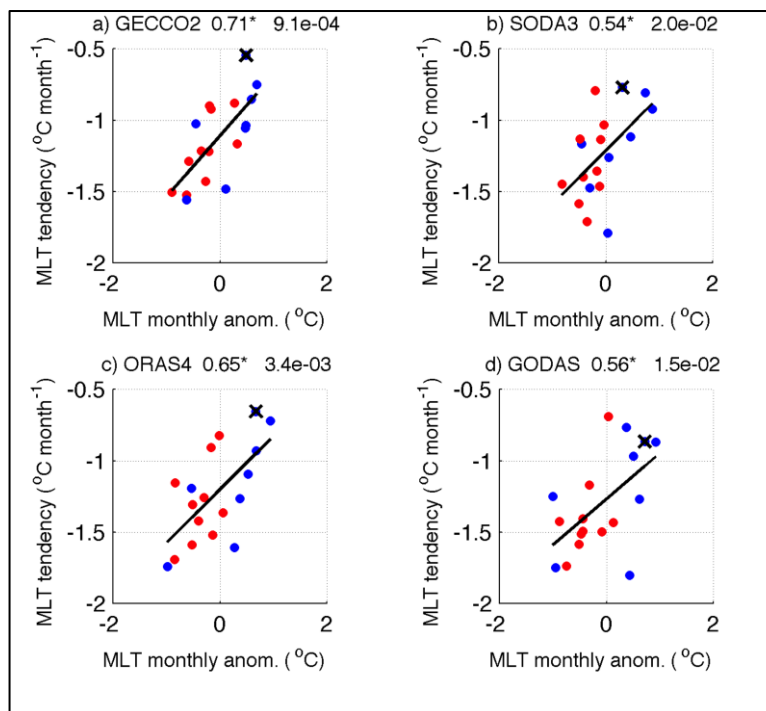 a) GECCO2 0.71* 9.1e-04
-0.5
-1
-1.5
-2
-2 0 2
MLT tendency (°C month⁻¹)
MLT monthly anom. (°C)
b) SODA3 0.54* 2.0e-02
-0.5
-1
-1.5
-2
-2 0 2
MLT tendency (°C month⁻¹)
MLT monthly anom. (°C)
c) ORAS4 0.65* 3.4e-03
-0.5
-1
-1.5
-2
-2 0 2
MLT tendency (°C month⁻¹)
MLT monthly anom. (°C)
d) GODAS 0.56* 1.5e-02
-0.5
-1
-1.5
-2
-2 0 2
MLT tendency (°C month⁻¹)
MLT monthly anom. (°C)